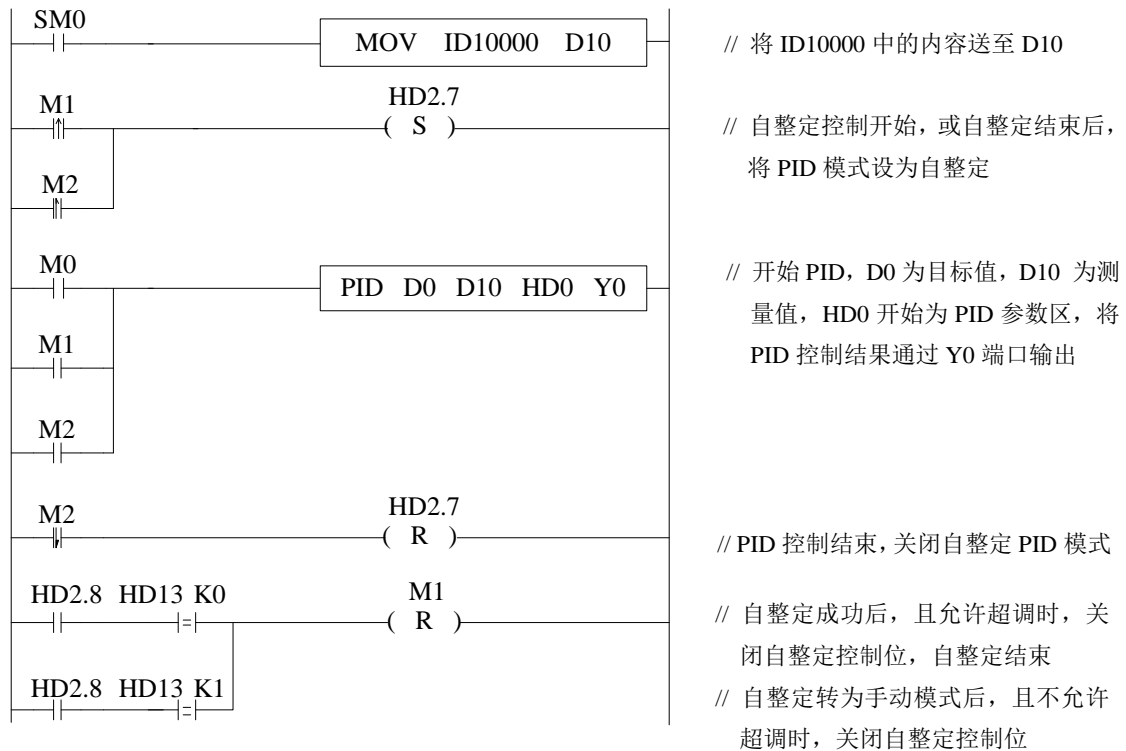 SM0
MOV ID10000 D10
// 将 ID10000 中的内容送至 D10
M1
HD2.7
( S )
// 自整定控制开始，或自整定结束后，
将 PID 模式设为自整定
M2
M0
PID D0 D10 HD0 Y0
// 开始 PID，D0 为目标值，D10 为测
量值，HD0 开始为 PID 参数区，将
PID 控制结果通过 Y0 端口输出
M1
M2
M2
HD2.7
( R )
// PID 控制结束，关闭自整定 PID 模式
HD2.8 HD13 K0
=
M1
( R )
// 自整定成功后，且允许超调时，关
闭自整定控制位，自整定结束
HD2.8 HD13 K1
=
// 自整定转为手动模式后，且不允许
超调时，关闭自整定控制位